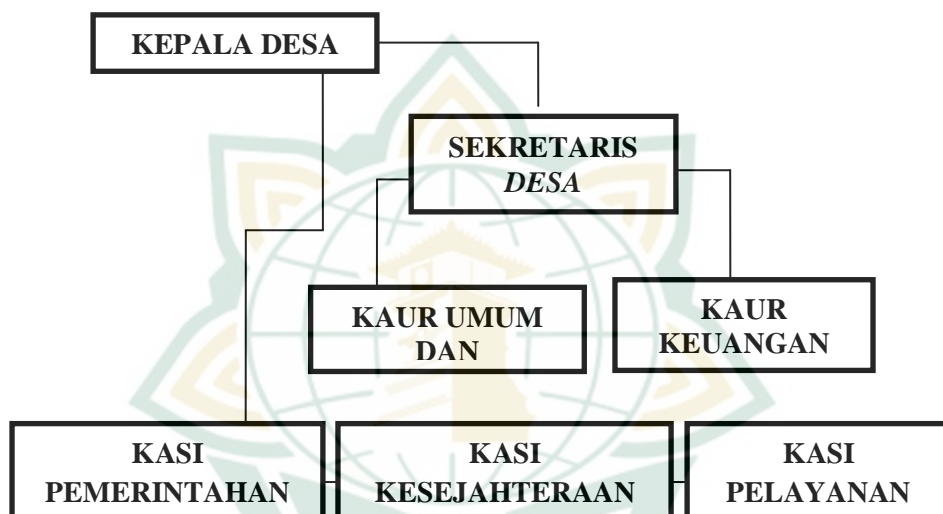 KEPALA DESA
SEKRETARIS
DESA
KAUR UMUM
DAN
KAUR
KEUANGAN
KASI
PEMERINTAHAN
KASI
KESEJAHTERAAN
KASI
PELAYANAN